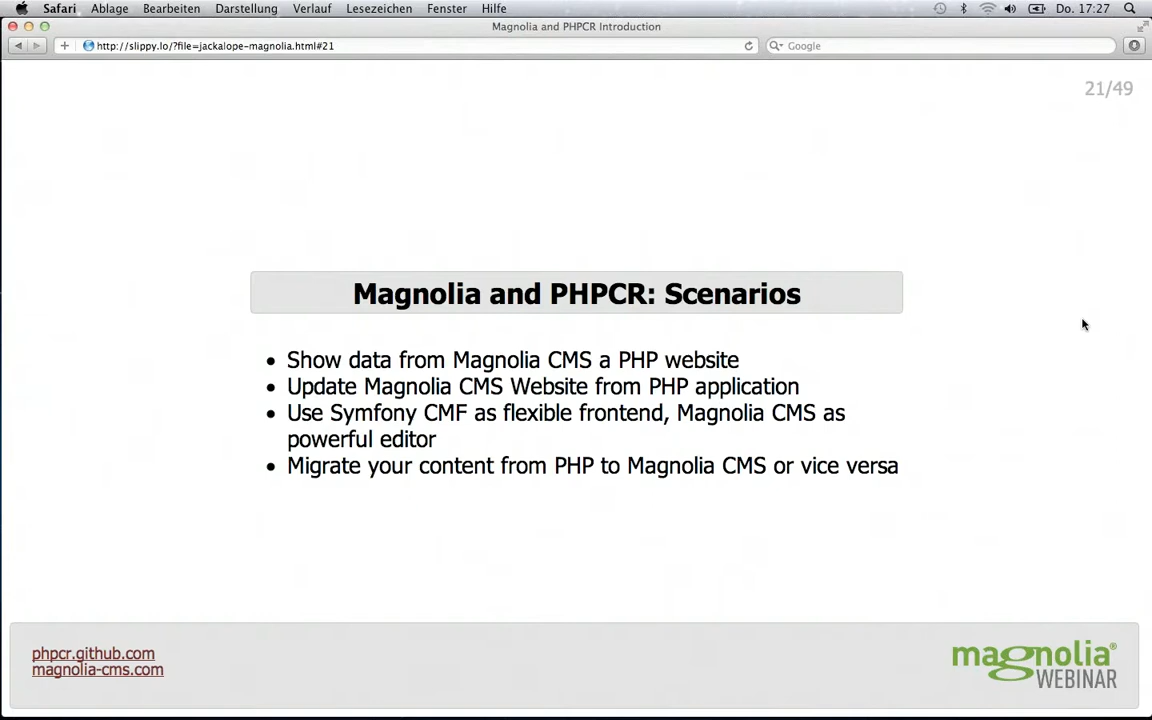 Safari Ablage Bearbeiten Darstellung Verlauf Lesezeichen Fenster Hilfe Do. 17:27
Magnolia and PHPCR Introduction
http://slippy.lo/?file=jackalope-magnolia.html#21 Google
21/49
Magnolia and PHPCR: Scenarios
• Show data from Magnolia CMS a PHP website
• Update Magnolia CMS Website from PHP application
• Use Symfony CMF as flexible frontend, Magnolia CMS as
powerful editor
• Migrate your content from PHP to Magnolia CMS or vice versa
phpcr.github.com
magnolia-cms.com
magnolia®
WEBINAR